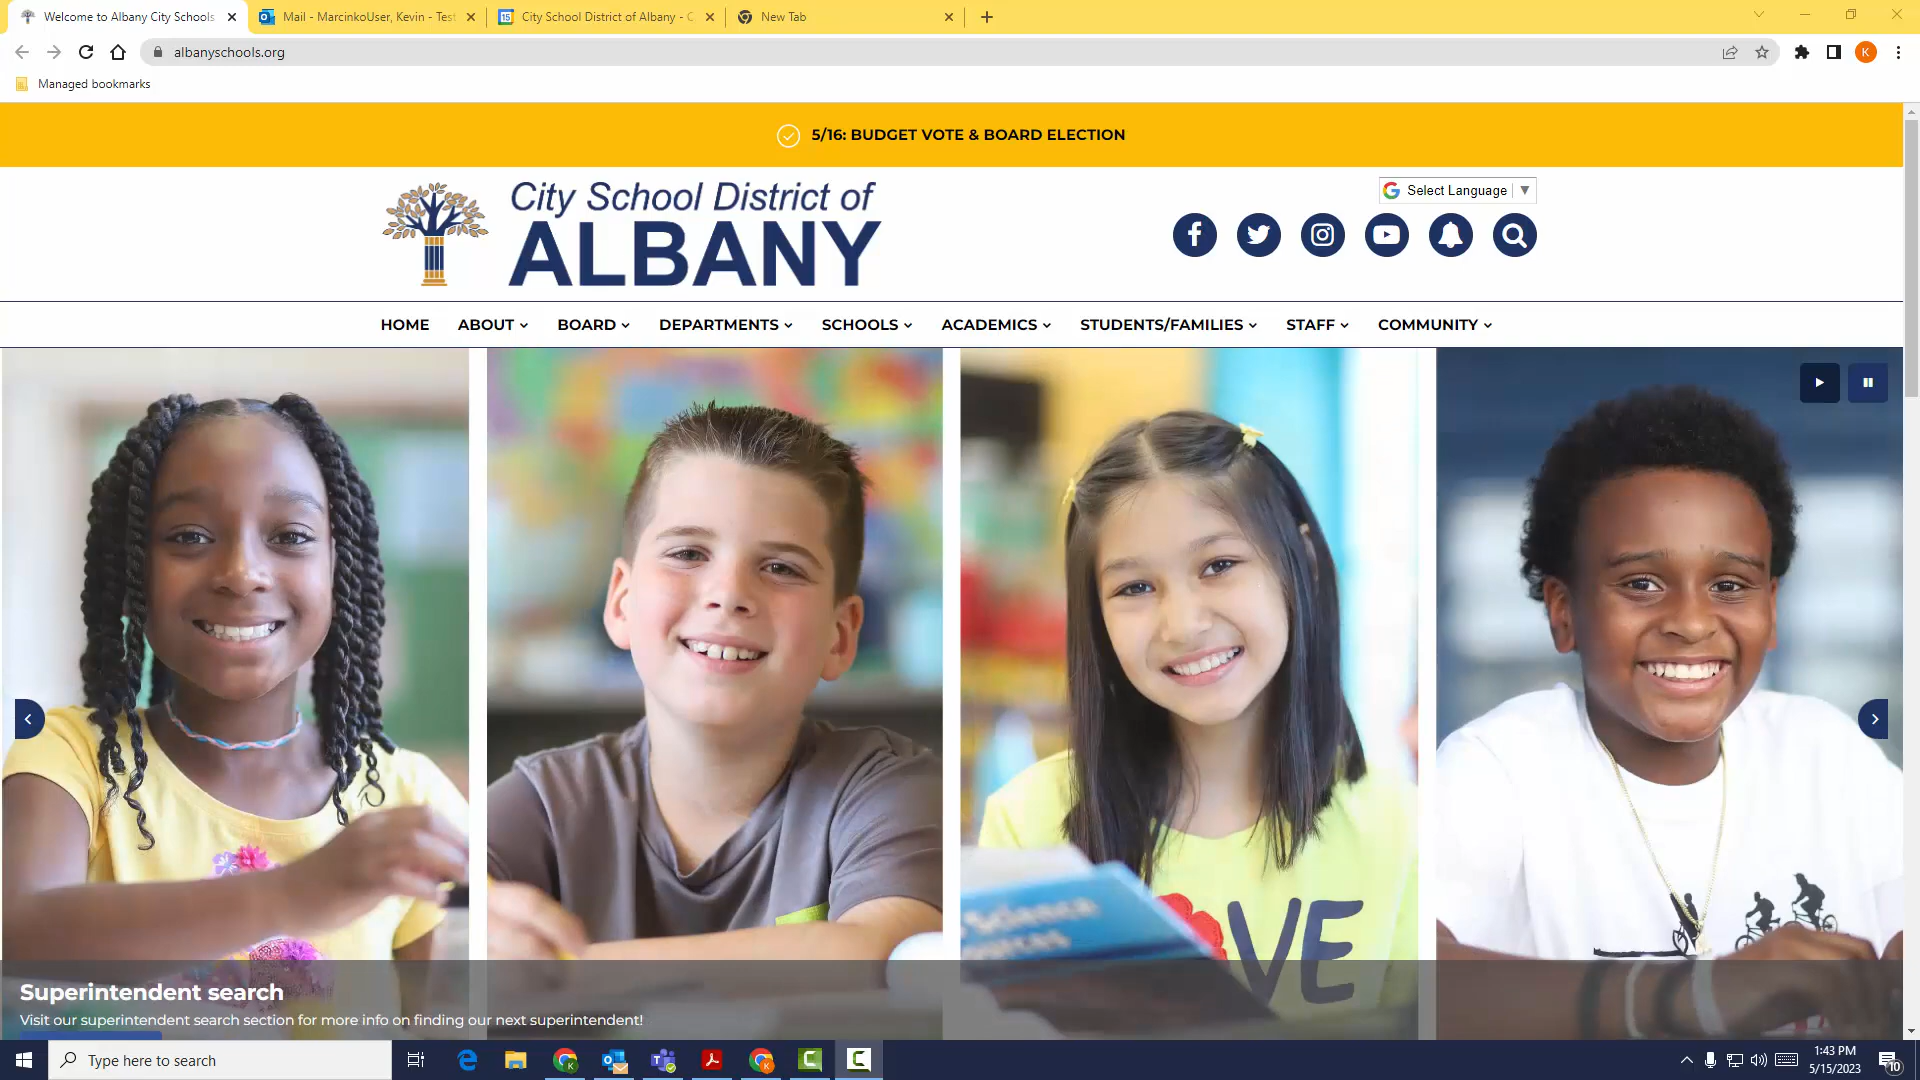 Welcome to Albany City Schools
Mail - MarcinkoUser, Kevin - Test
City School District of Albany - C
New Tab
albanyschools.org
K
Managed bookmarks
5/16: BUDGET VOTE & BOARD ELECTION
City School District of
ALBANY
Select Language
HOME ABOUT BOARD DEPARTMENTS SCHOOLS ACADEMICS STUDENTS/FAMILIES STAFF COMMUNITY
Science
VE
Superintendent search
Visit our superintendent search section for more info on finding our next superintendent!
Type here to search
1:43 PM
5/15/2023
10